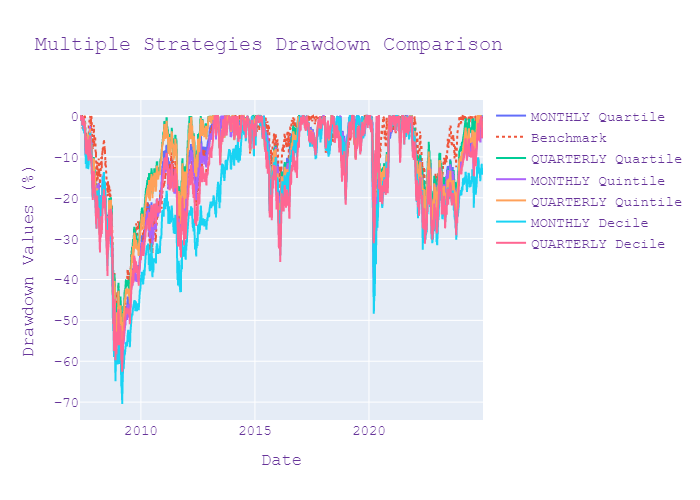 Multiple Strategies Drawdown Comparison
MONTHLY Quartile
Benchmark
QUARTERLY Quartile
MONTHLY Quintile
QUARTERLY Quintile
MONTHLY Decile
QUARTERLY Decile
Drawdown Values (%)
0
−10
−20
−30
−40
−50
−60
−70
2010
2015
2020
Date